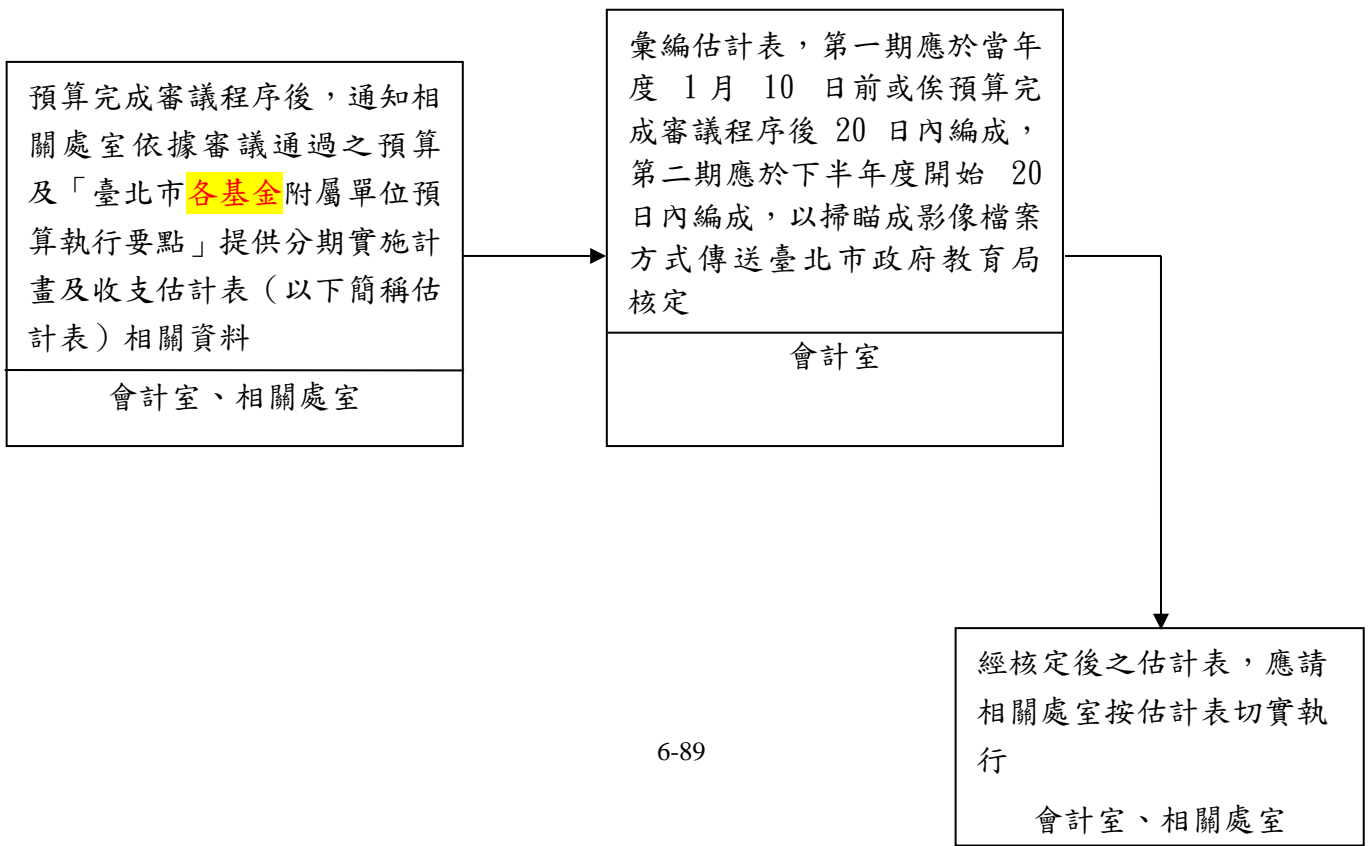 預算完成審議程序後，通知相
關處室依據審議通過之預算
及「臺北市各基金附屬單位預
算執行要點」提供分期實施計
畫及收支估計表（以下簡稱估
計表）相關資料
會計室、相關處室
彙編估計表，第一期應於當年
度 1月 10 日前或俟預算完
成審議程序後 20 日內編成，
第二期應於下半年度開始 20
日內編成，以掃瞄成影像檔案
方式傳送臺北市政府教育局
核定
會計室
經核定後之估計表，應請
相關處室按估計表切實執
行
會計室、相關處室
6-89